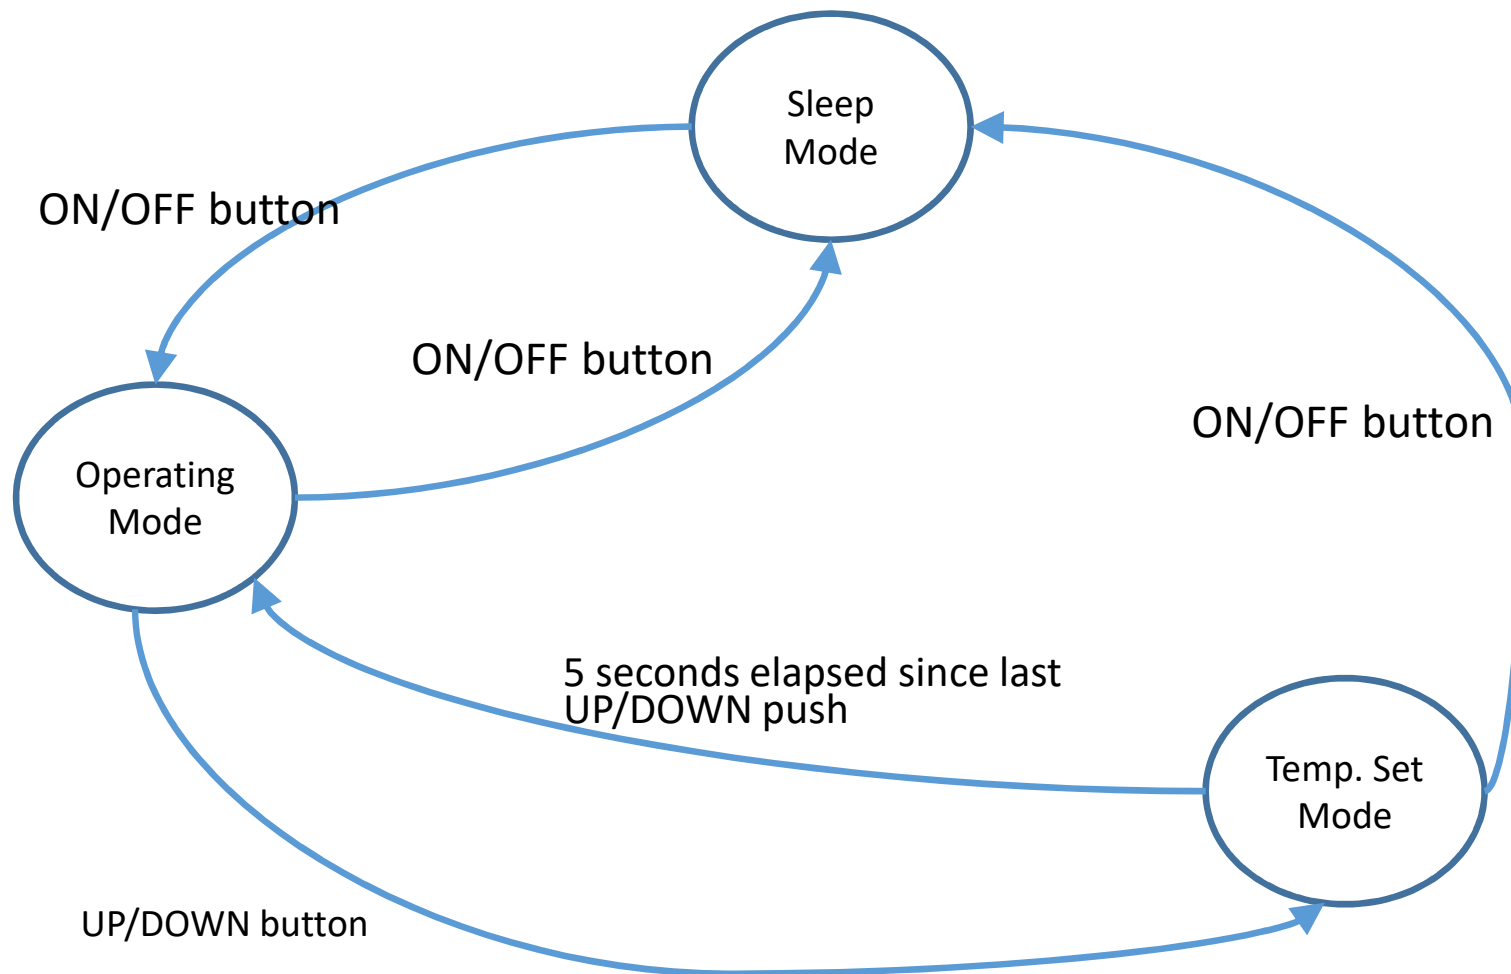 Sleep
Mode
ON/OFF button
ON/OFF button
ON/OFF button
Operating
Mode
5 seconds elapsed since last
UP/DOWN push
Temp. Set
Mode
UP/DOWN button